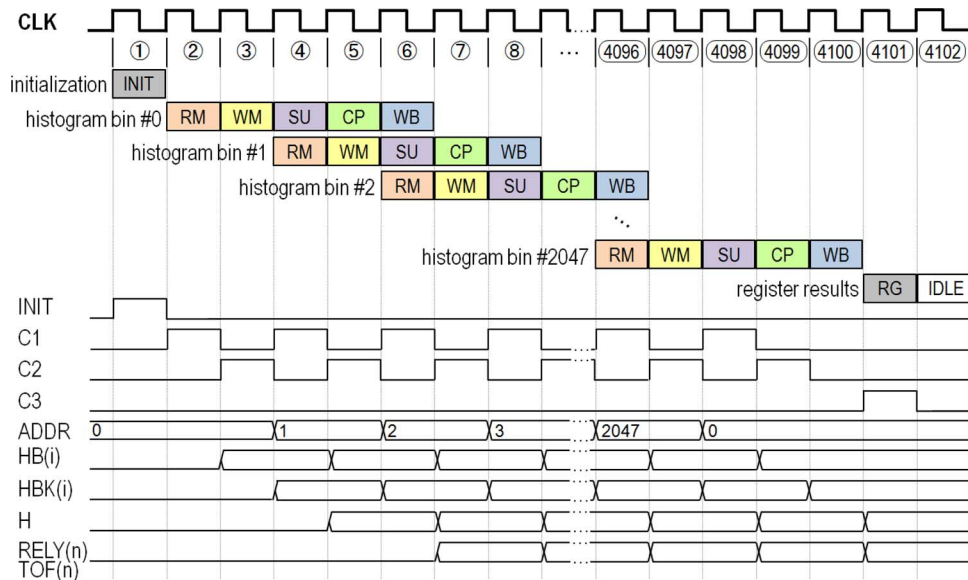 CLK
① ② ③ ④ ⑤ ⑥ ⑦ ⑧ ... 4096 4097 4098 4099 4100 4101 4102
initialization INIT
histogram bin #0 RM WM SU CP WB
histogram bin #1 RM WM SU CP WB
histogram bin #2 RM WM SU CP WB
...
histogram bin #2047 RM WM SU CP WB
register results RG IDLE
INIT
C1
C2
C3
ADDR 0 1 2 3 2047 0
HB(i)
HBK(i)
H
RELY(n)
TOF(n)